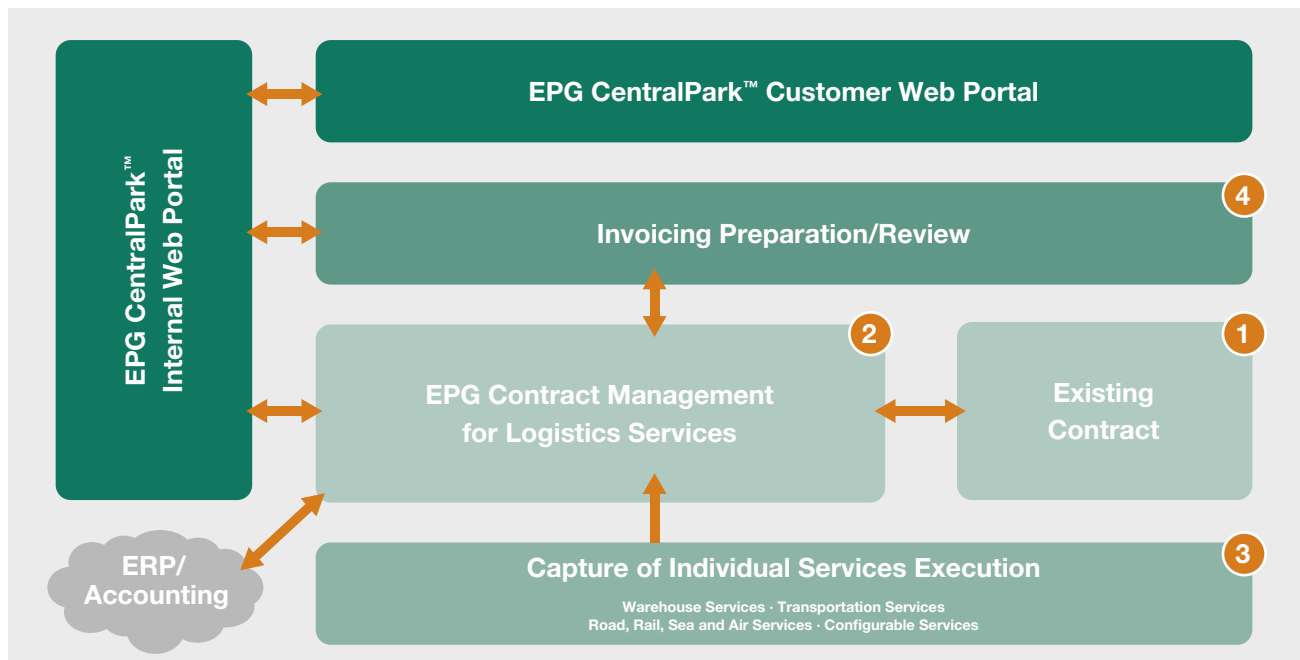 EPG CentralPark™
Internal Web Portal
EPG CentralPark™ Customer Web Portal
4
Invoicing Preparation/Review
2
EPG Contract Management
for Logistics Services
1
Existing
Contract
ERP/
Accounting
3
Capture of Individual Services Execution
Warehouse Services · Transportation Services
Road, Rail, Sea and Air Services · Configurable Services